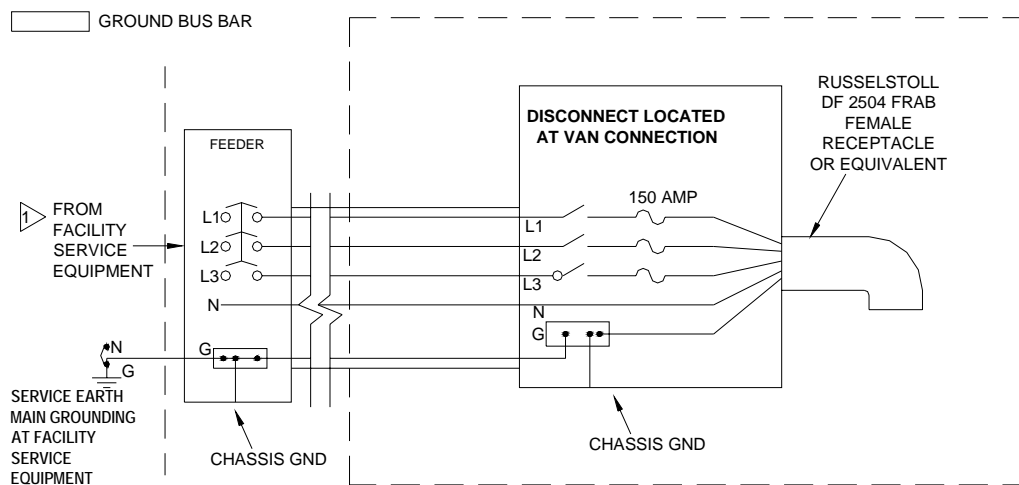 GROUND BUS BAR
RUSSELSTOLL
DF 2504 FRAB
FEMALE
RECEPTACLE
OR EQUIVALENT
DISCONNECT LOCATED
AT VAN CONNECTION
FEEDER
150 AMP
1
FROM
FACILITY
SERVICE
EQUIPMENT
L1
L2
L3
N
G
L1
L2
L3
N
G
N
G
SERVICE EARTH
MAIN GROUNDING
AT FACILITY
SERVICE
EQUIPMENT
CHASSIS GND
CHASSIS GND